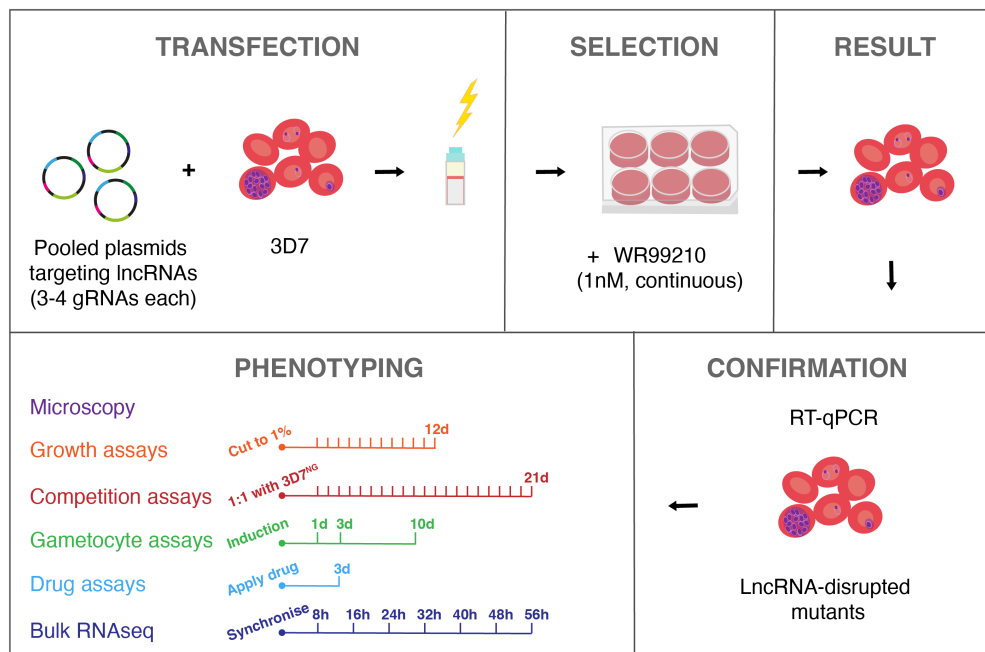 TRANSFECTION
Pooled plasmids
targeting lncRNAs
(3-4 gRNAs each)
+
3D7
SELECTION
+ WR99210
(1nM, continuous)
RESULT
PHENOTYPING
Microscopy
Growth assays
Cut to 1%
12d
Competition assays
1:1 with 3D7NG
21d
Gametocyte assays
Induction
1d 3d 10d
Drug assays
Apply drug
3d
Bulk RNAseq
Synchronise
8h 16h 24h 32h 40h 48h 56h
CONFIRMATION
RT-qPCR
LncRNA-disrupted
mutants